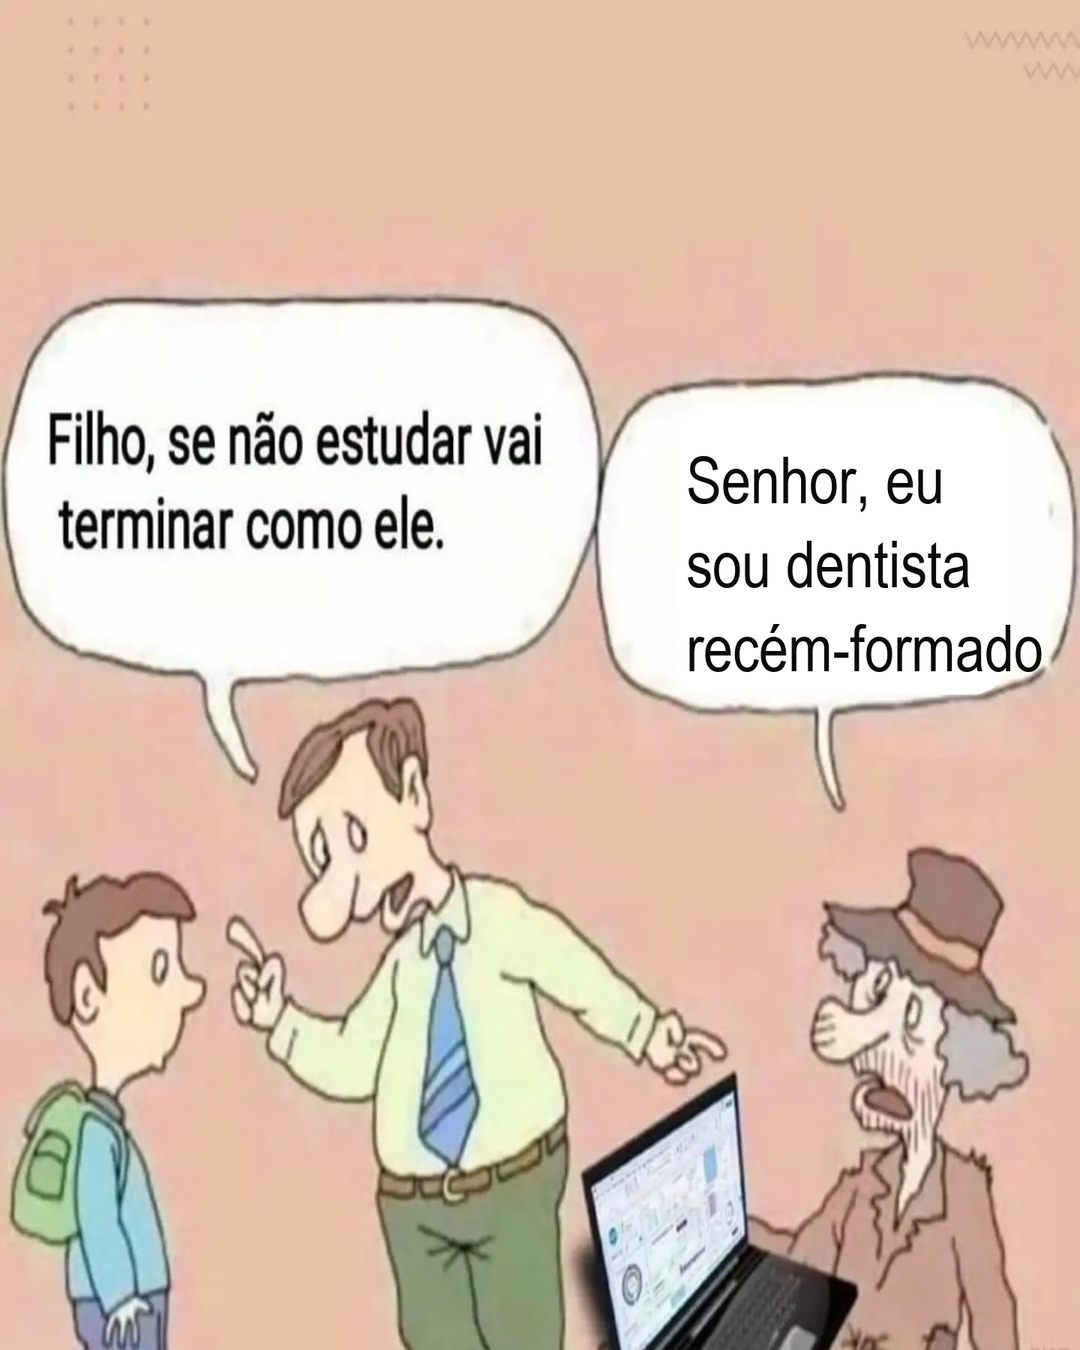 Filho, se não estudar vai
terminar como ele.
Senhor, eu
sou dentista
recém-formado